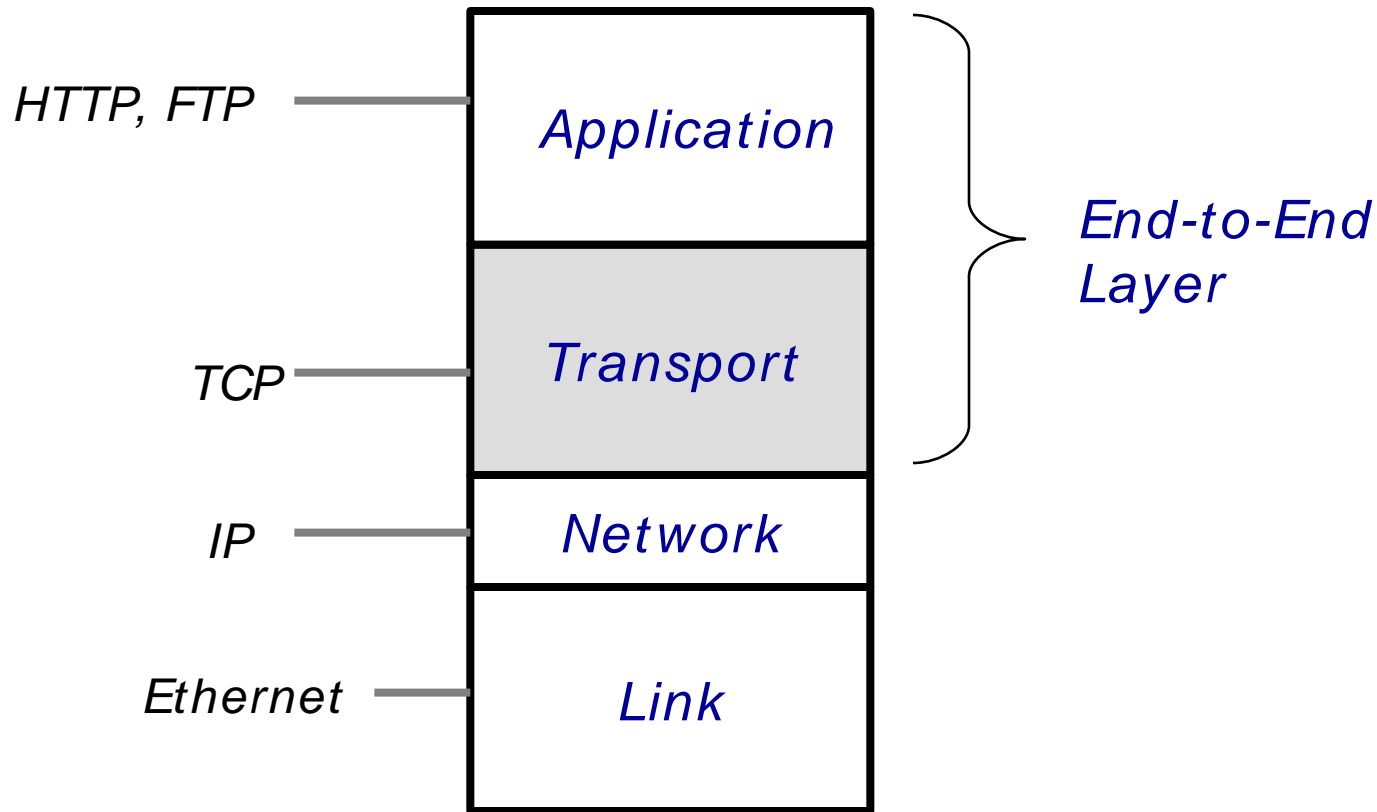 HTTP, FTP
Application
End-to-End
Layer
TCP
Transport
IP
Network
Ethernet
Link